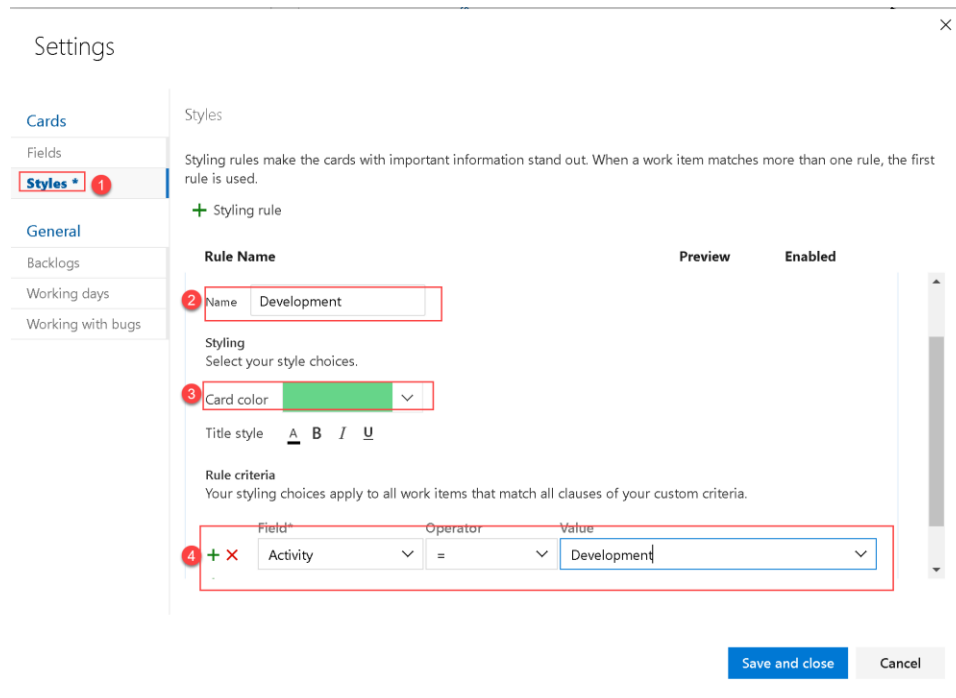 Settings
Cards
Fields
Styles * 1
General
Backlogs
Working days
Working with bugs
Styles
Styling rules make the cards with important information stand out. When a work item matches more than one rule, the first
rule is used.
+ Styling rule
Rule Name Preview Enabled
2 Name Development
Styling
Select your style choices.
3 Card color
Title style A B I U
Rule criteria
Your styling choices apply to all work items that match all clauses of your custom criteria.
Field* Operator Value
4 + Activity = Development
Save and close Cancel